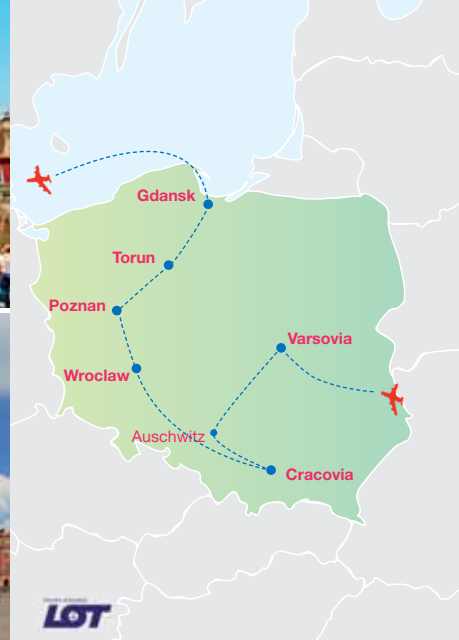 Gdansk
Torun
Poznan
Varsovia
Wroclaw
Auschwitz
Cracovia
LOT